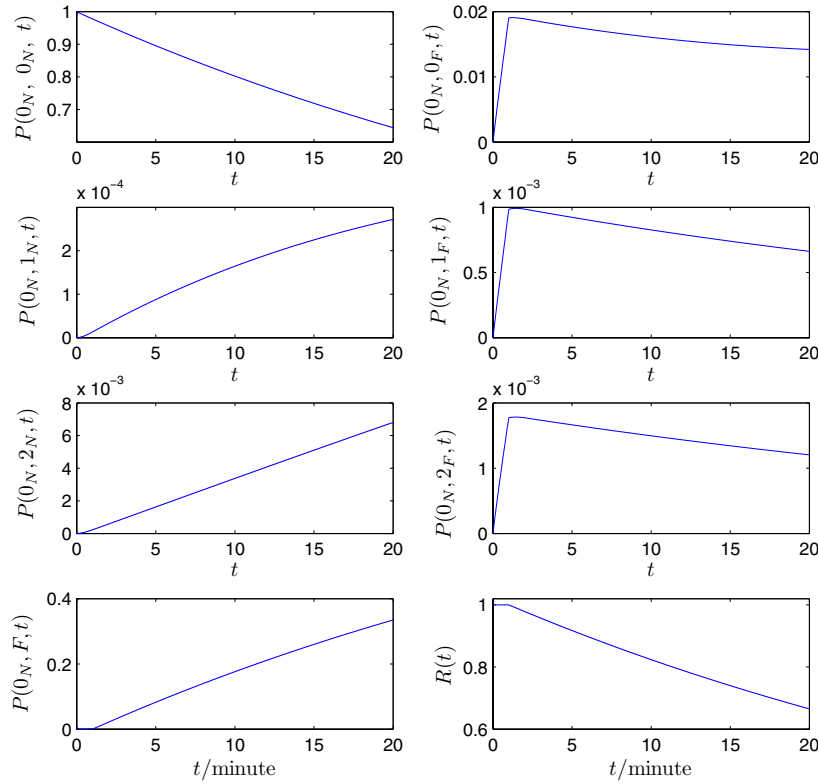 P(0_N, 0_N, t)
1
0.9
0.8
0.7
0 5 10 15 20
t
P(0_N, 0_F, t)
0.02
0.01
0
0 5 10 15 20
t
x 10^{-4}
P(0_N, 1_N, t)
2
1
0
0 5 10 15 20
t
x 10^{-3}
P(0_N, 1_F, t)
1
0.5
0
0 5 10 15 20
t
x 10^{-3}
P(0_N, 2_N, t)
8
6
4
2
0
0 5 10 15 20
t
x 10^{-3}
P(0_N, 2_F, t)
2
1
0
0 5 10 15 20
t
P(0_N, F, t)
0.4
0.2
0
0 5 10 15 20
t/minute
R(t)
1
0.8
0.6
0 5 10 15 20
t/minute